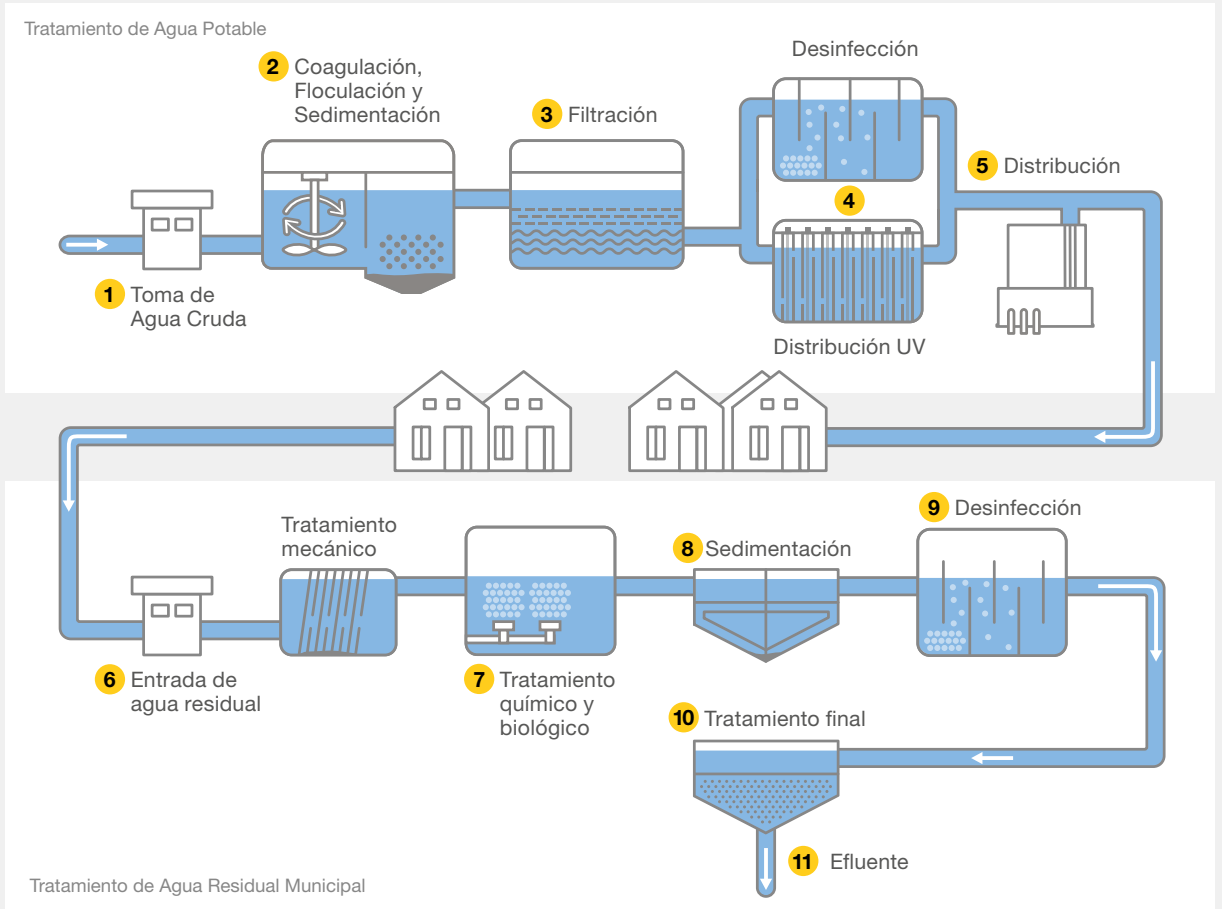 Tratamiento de Agua Potable
2 Coagulación,
Floculación y
Sedimentación
3 Filtración
Desinfección
4
Distribución UV
5 Distribución
1 Toma de
Agua Cruda
6 Entrada de
agua residual
Tratamiento
mecánico
7 Tratamiento
químico y
biológico
8 Sedimentación
9 Desinfección
10 Tratamiento final
11 Efluente
Tratamiento de Agua Residual Municipal